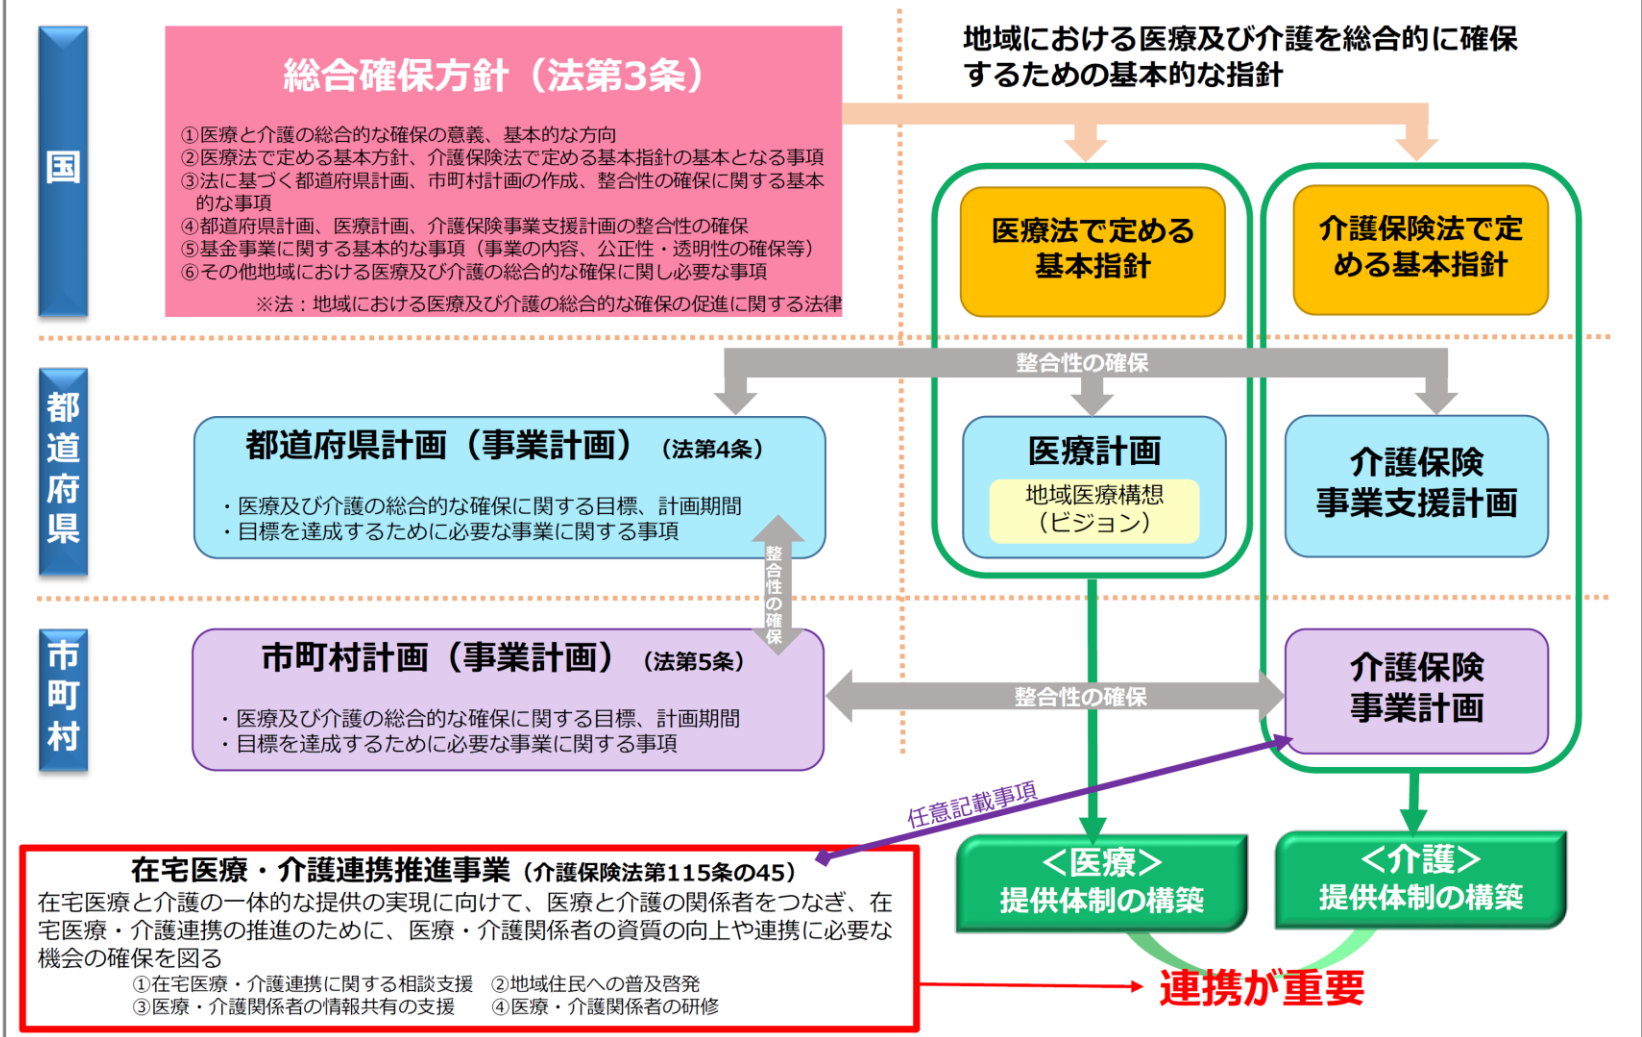 国
総合確保方針（法第3条）
①医療と介護の総合的な確保の意義、基本的な方向
②医療法で定める基本方針、介護保険法で定める基本指針の基本となる事項
③法に基づく都道府県計画、市町村計画の作成、整合性の確保に関する基本
的な事項
④都道府県計画、医療計画、介護保険事業支援計画の整合性の確保
⑤基金事業に関する基本的な事項（事業の内容、公正性・透明性の確保等）
⑥その他地域における医療及び介護の総合的な確保に関し必要な事項
※法：地域における医療及び介護の総合的な確保の促進に関する法律
地域における医療及び介護を総合的に確保
するための基本的な指針
医療法で定める
基本指針
介護保険法で定
める基本指針
都道府県
整合性の確保
都道府県計画（事業計画）（法第4条）
・医療及び介護の総合的な確保に関する目標、計画期間
・目標を達成するために必要な事業に関する事項
医療計画
地域医療構想
（ビジョン）
介護保険
事業支援計画
整合性の確保
市町村
市町村計画（事業計画）（法第5条）
・医療及び介護の総合的な確保に関する目標、計画期間
・目標を達成するために必要な事業に関する事項
整合性の確保
介護保険
事業計画
任意記載事項
在宅医療・介護連携推進事業（介護保険法第115条の45）
在宅医療と介護の一体的な提供の実現に向けて、医療と介護の関係者をつなぎ、在
宅医療・介護連携の推進のために、医療・介護関係者の資質の向上や連携に必要な
機会の確保を図る
①在宅医療・介護連携に関する相談支援　②地域住民への普及啓発
③医療・介護関係者の情報共有の支援　④医療・介護関係者の研修
＜医療＞
提供体制の構築
＜介護＞
提供体制の構築
連携が重要